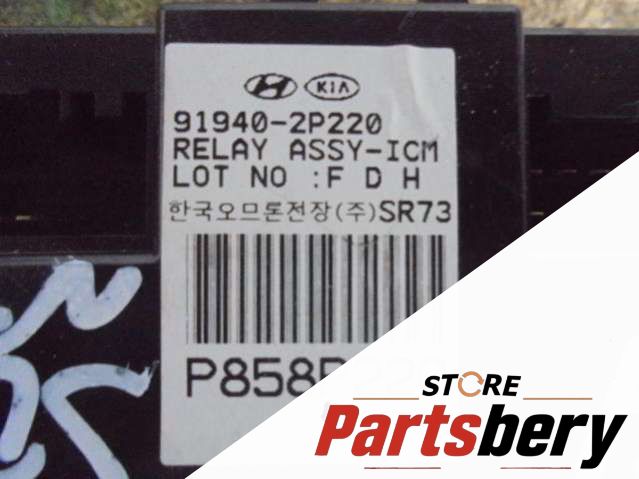 KIA
91940-2P220
RELAY ASSY-ICM
LOT NO :F D H
한국오므론전장(주)SR73
STORE
Partsbery